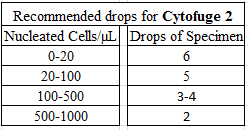 Recommended drops for Cytofuge 2
Nucleated Cells/μL Drops of Specimen
0-20 6
20-100 5
100-500 3-4
500-1000 2